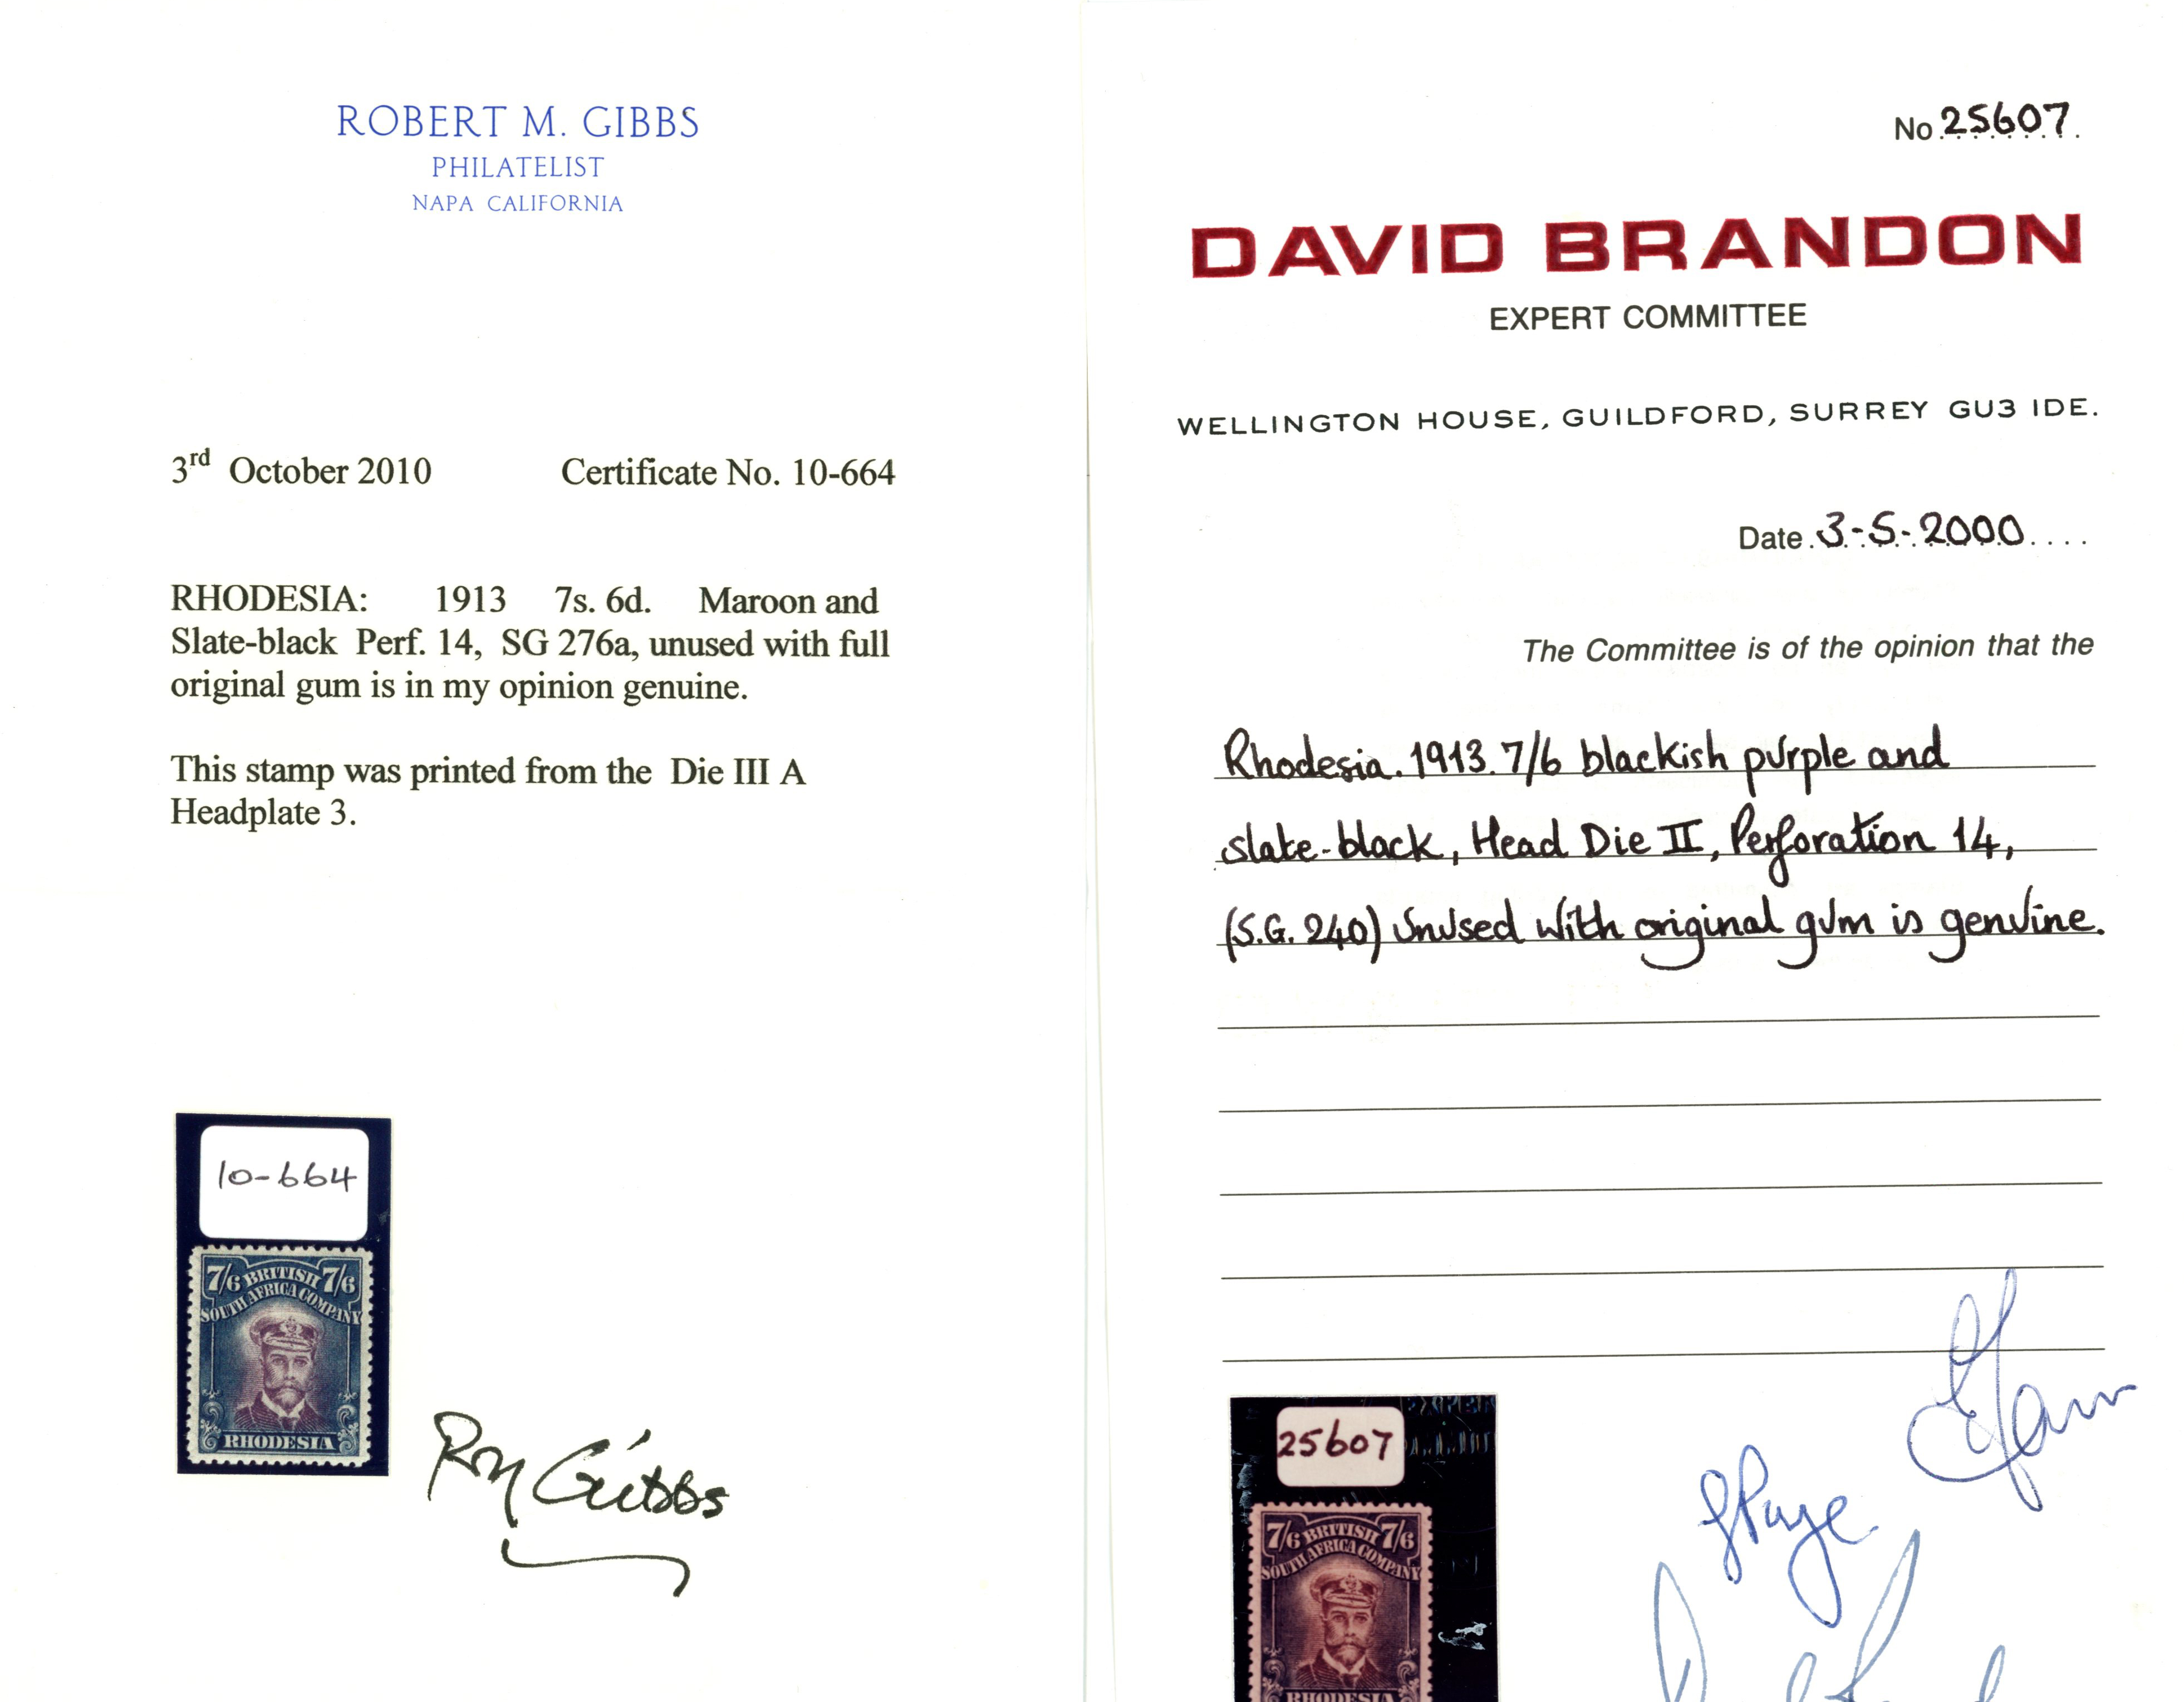 ROBERT M. GIBBS
PHILATELIST
NAPA CALIFORNIA
3rd October 2010 Certificate No. 10-664
RHODESIA: 1913 7s. 6d. Maroon and
Slate-black Perf. 14, SG 276a, unused with full
original gum is in my opinion genuine.
This stamp was printed from the Die III A
Headplate 3.
10-664
7/6 BRITISH 7/6
SOUTH AFRICA COMPANY
RHODESIA
Roy Gibbs
No 25607
DAVID BRANDON
EXPERT COMMITTEE
WELLINGTON HOUSE, GUILDFORD, SURREY GU3 IDE.
Date 3-5-2000
The Committee is of the opinion that the
Rhodesia. 1913. 7/6 blackish purple and
slate-black, Head Die II, Perforation 14,
(S.G. 240) unused with original gum is genuine.
25607
7/6 BRITISH 7/6
SOUTH AFRICA COMPANY
RHODESIA